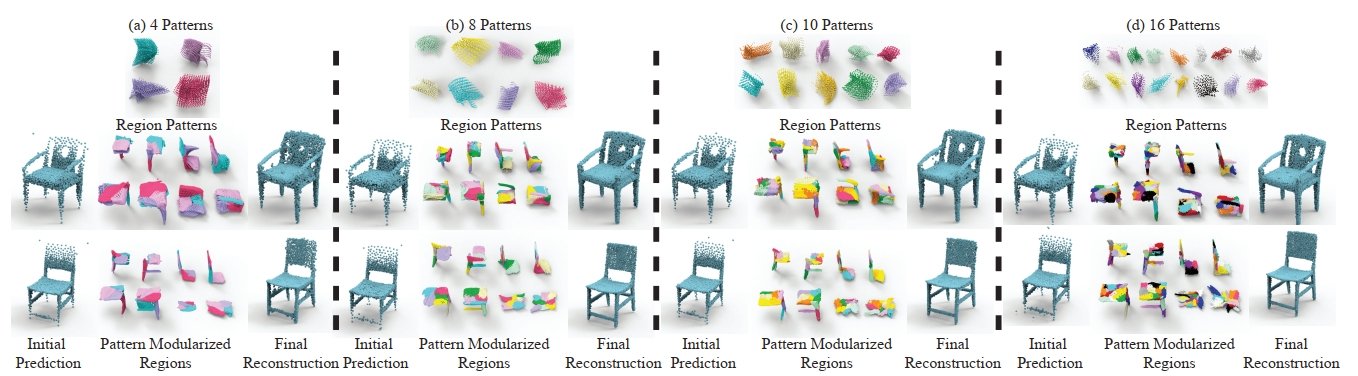 (a) 4 Patterns
(b) 8 Patterns
(c) 10 Patterns
(d) 16 Patterns
Region Patterns
Region Patterns
Region Patterns
Region Patterns
Initial
Prediction
Pattern Modularized
Regions
Final
Reconstruction
Initial
Prediction
Pattern Modularized
Regions
Final
Reconstruction
Initial
Prediction
Pattern Modularized
Regions
Final
Reconstruction
Initial
Prediction
Pattern Modularized
Regions
Final
Reconstruction